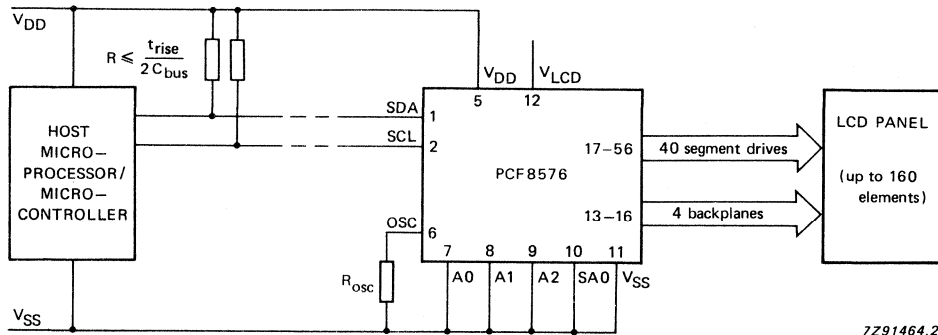 VDD
R ≤ trise
2Cbus
VDD
VLCD
5
12
SDA
1
SCL
2
HOST
MICRO–
PROCESSOR/
MICRO–
CONTROLLER
PCF8576
17–56
40 segment drives
13–16
4 backplanes
LCD PANEL
(up to 160
elements)
OSC
6
7
8
9
10
11
Rosc
A0
A1
A2
SA0
VSS
VSS
7Z91464.2